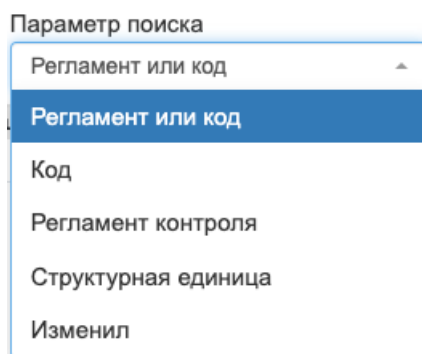 Параметр поиска
Регламент или код
Регламент или код
Код
Регламент контроля
Структурная единица
Изменил